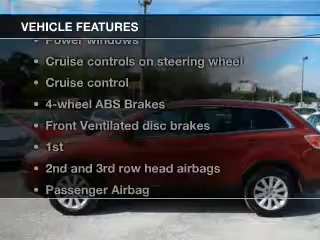 VEHICLE FEATURES
Power windows
• Cruise controls on steering wheel
• Cruise control
• 4-wheel ABS Brakes
• Front Ventilated disc brakes
• 1st
• 2nd and 3rd row head airbags
• Passenger Airbag